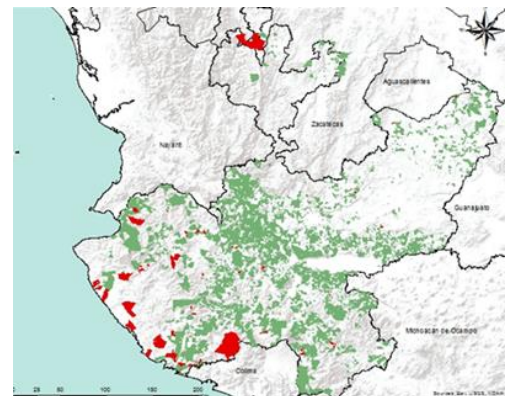 Aguascalientes
Zacatecas
Nayarit
Guanajuato
Michoacán de Ocampo
Colima
0 25 50 100 150 200